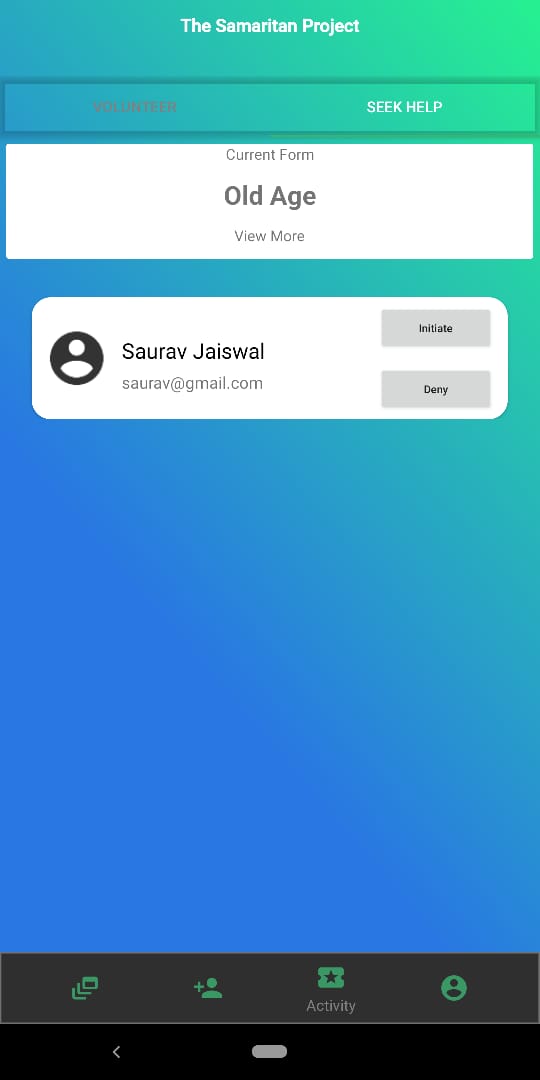 The Samaritan Project
VOLUNTEER
SEEK HELP
Current Form
Old Age
View More
Saurav Jaiswal
saurav@gmail.com
Initiate
Deny
Activity